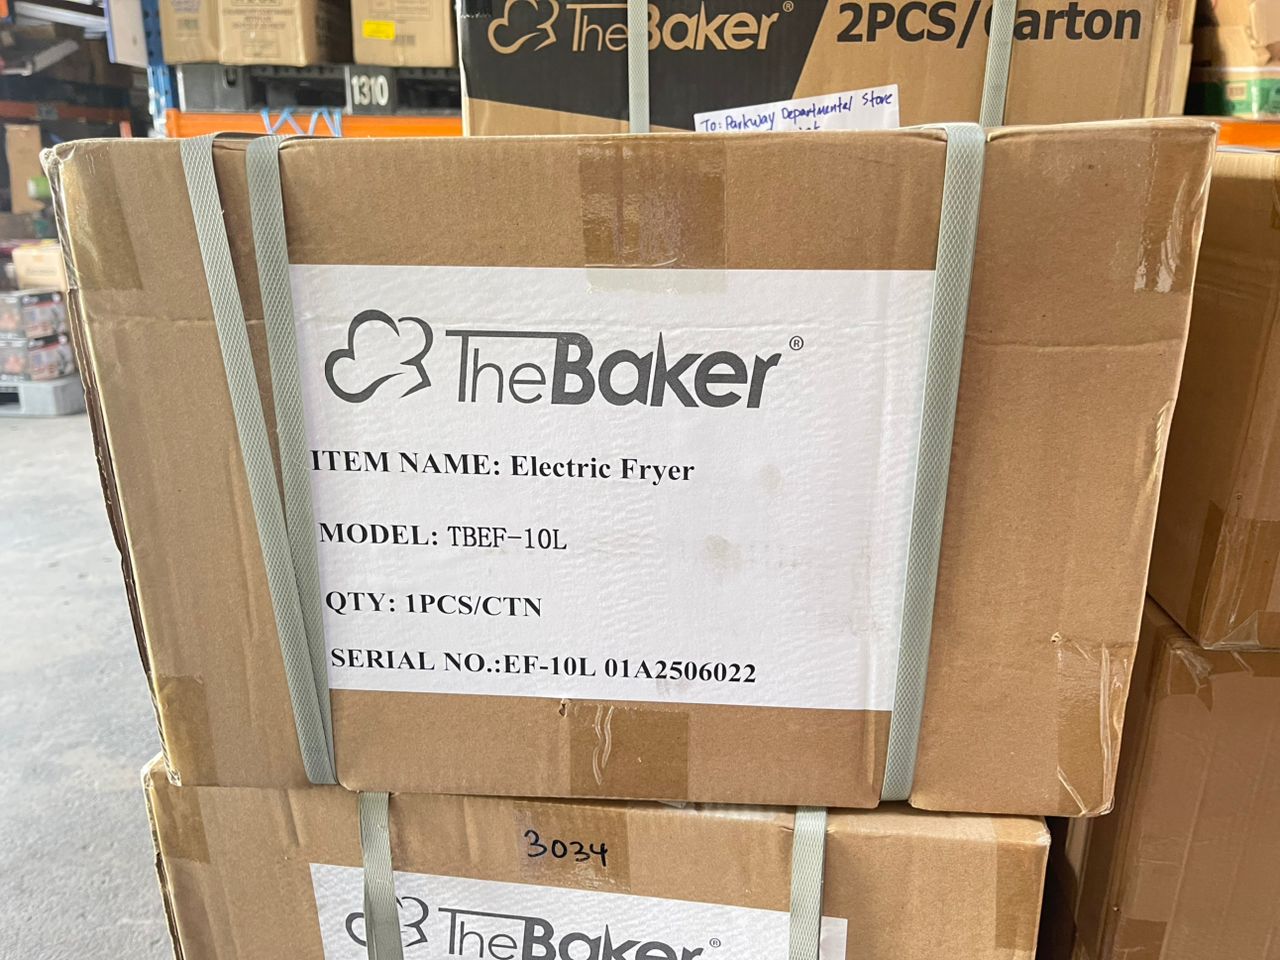 1310
TheBaker®
2PCS/Carton
To: Parkway Departmental Store
TheBaker®
ITEM NAME: Electric Fryer
MODEL: TBEF-10L
QTY: 1PCS/CTN
SERIAL NO.:EF-10L 01A2506022
3034
TheBaker®